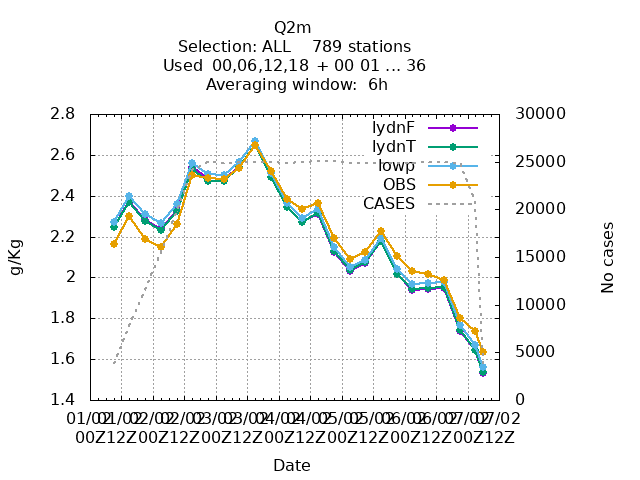 Q2m
Selection: ALL 789 stations
Used 00,06,12,18 + 00 01 ... 36
Averaging window: 6h
2.8
2.6
2.4
2.2
2
1.8
1.6
1.4
30000
25000
20000
15000
10000
5000
0
lydnF
lydnT
lowp
OBS
CASES
g/Kg
No cases
01/02 01/02 02/02 02/02 03/02 03/02 04/02 04/02 05/02 05/02 06/02 06/02 07/02 07/02
00Z 12Z 00Z 12Z 00Z 12Z 00Z 12Z 00Z 12Z 00Z 12Z 00Z 12Z
Date